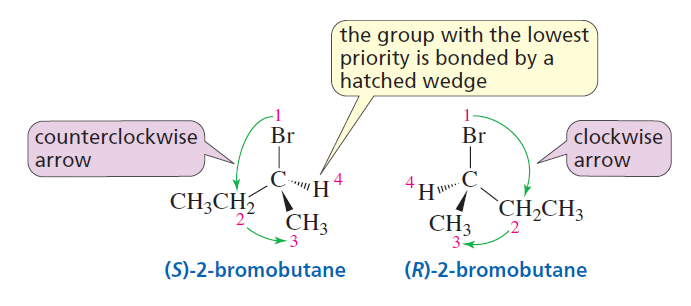 the group with the lowest
priority is bonded by a
hatched wedge
counterclockwise
arrow
1
Br
C
H 4
CH₃CH₂
2
CH₃
3
(S)-2-bromobutane
1
Br
4 H
C
CH₃
3
CH₂CH₃
2
(R)-2-bromobutane
clockwise
arrow